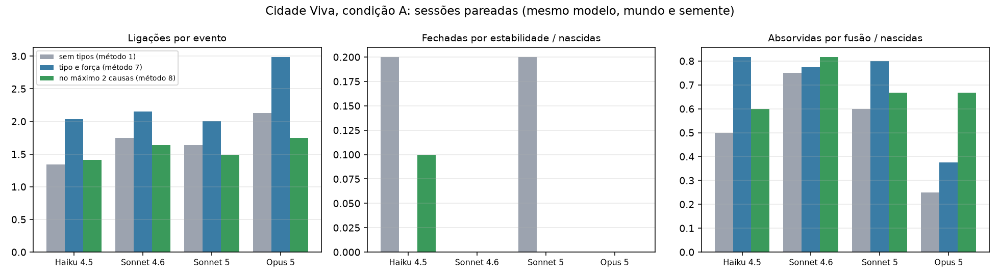 Cidade Viva, condição A: sessões pareadas (mesmo modelo, mundo e semente)
Ligações por evento
3.0
2.5
2.0
1.5
1.0
0.5
0.0
sem tipos (método 1)
tipo e força (método 7)
no máximo 2 causas (método 8)
Haiku 4.5 Sonnet 4.6 Sonnet 5 Opus 5
Fechadas por estabilidade / nascidas
0.200
0.175
0.150
0.125
0.100
0.075
0.050
0.025
0.000
Haiku 4.5 Sonnet 4.6 Sonnet 5 Opus 5
Absorvidas por fusão / nascidas
0.8
0.7
0.6
0.5
0.4
0.3
0.2
0.1
0.0
Haiku 4.5 Sonnet 4.6 Sonnet 5 Opus 5